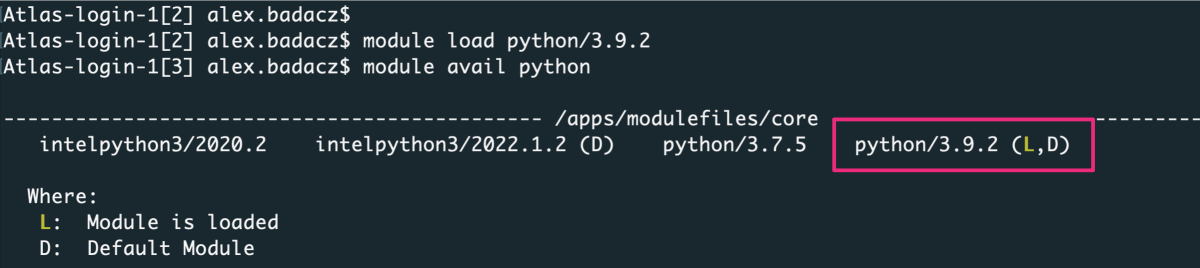 Atlas-login-1[2] alex.badacz$
Atlas-login-1[2] alex.badacz$ module load python/3.9.2
Atlas-login-1[3] alex.badacz$ module avail python
------------------------------------------- /apps/modulefiles/core ---------
intelpython3/2020.2    intelpython3/2022.1.2 (D)    python/3.7.5    python/3.9.2 (L,D)
Where:
L:  Module is loaded
D:  Default Module